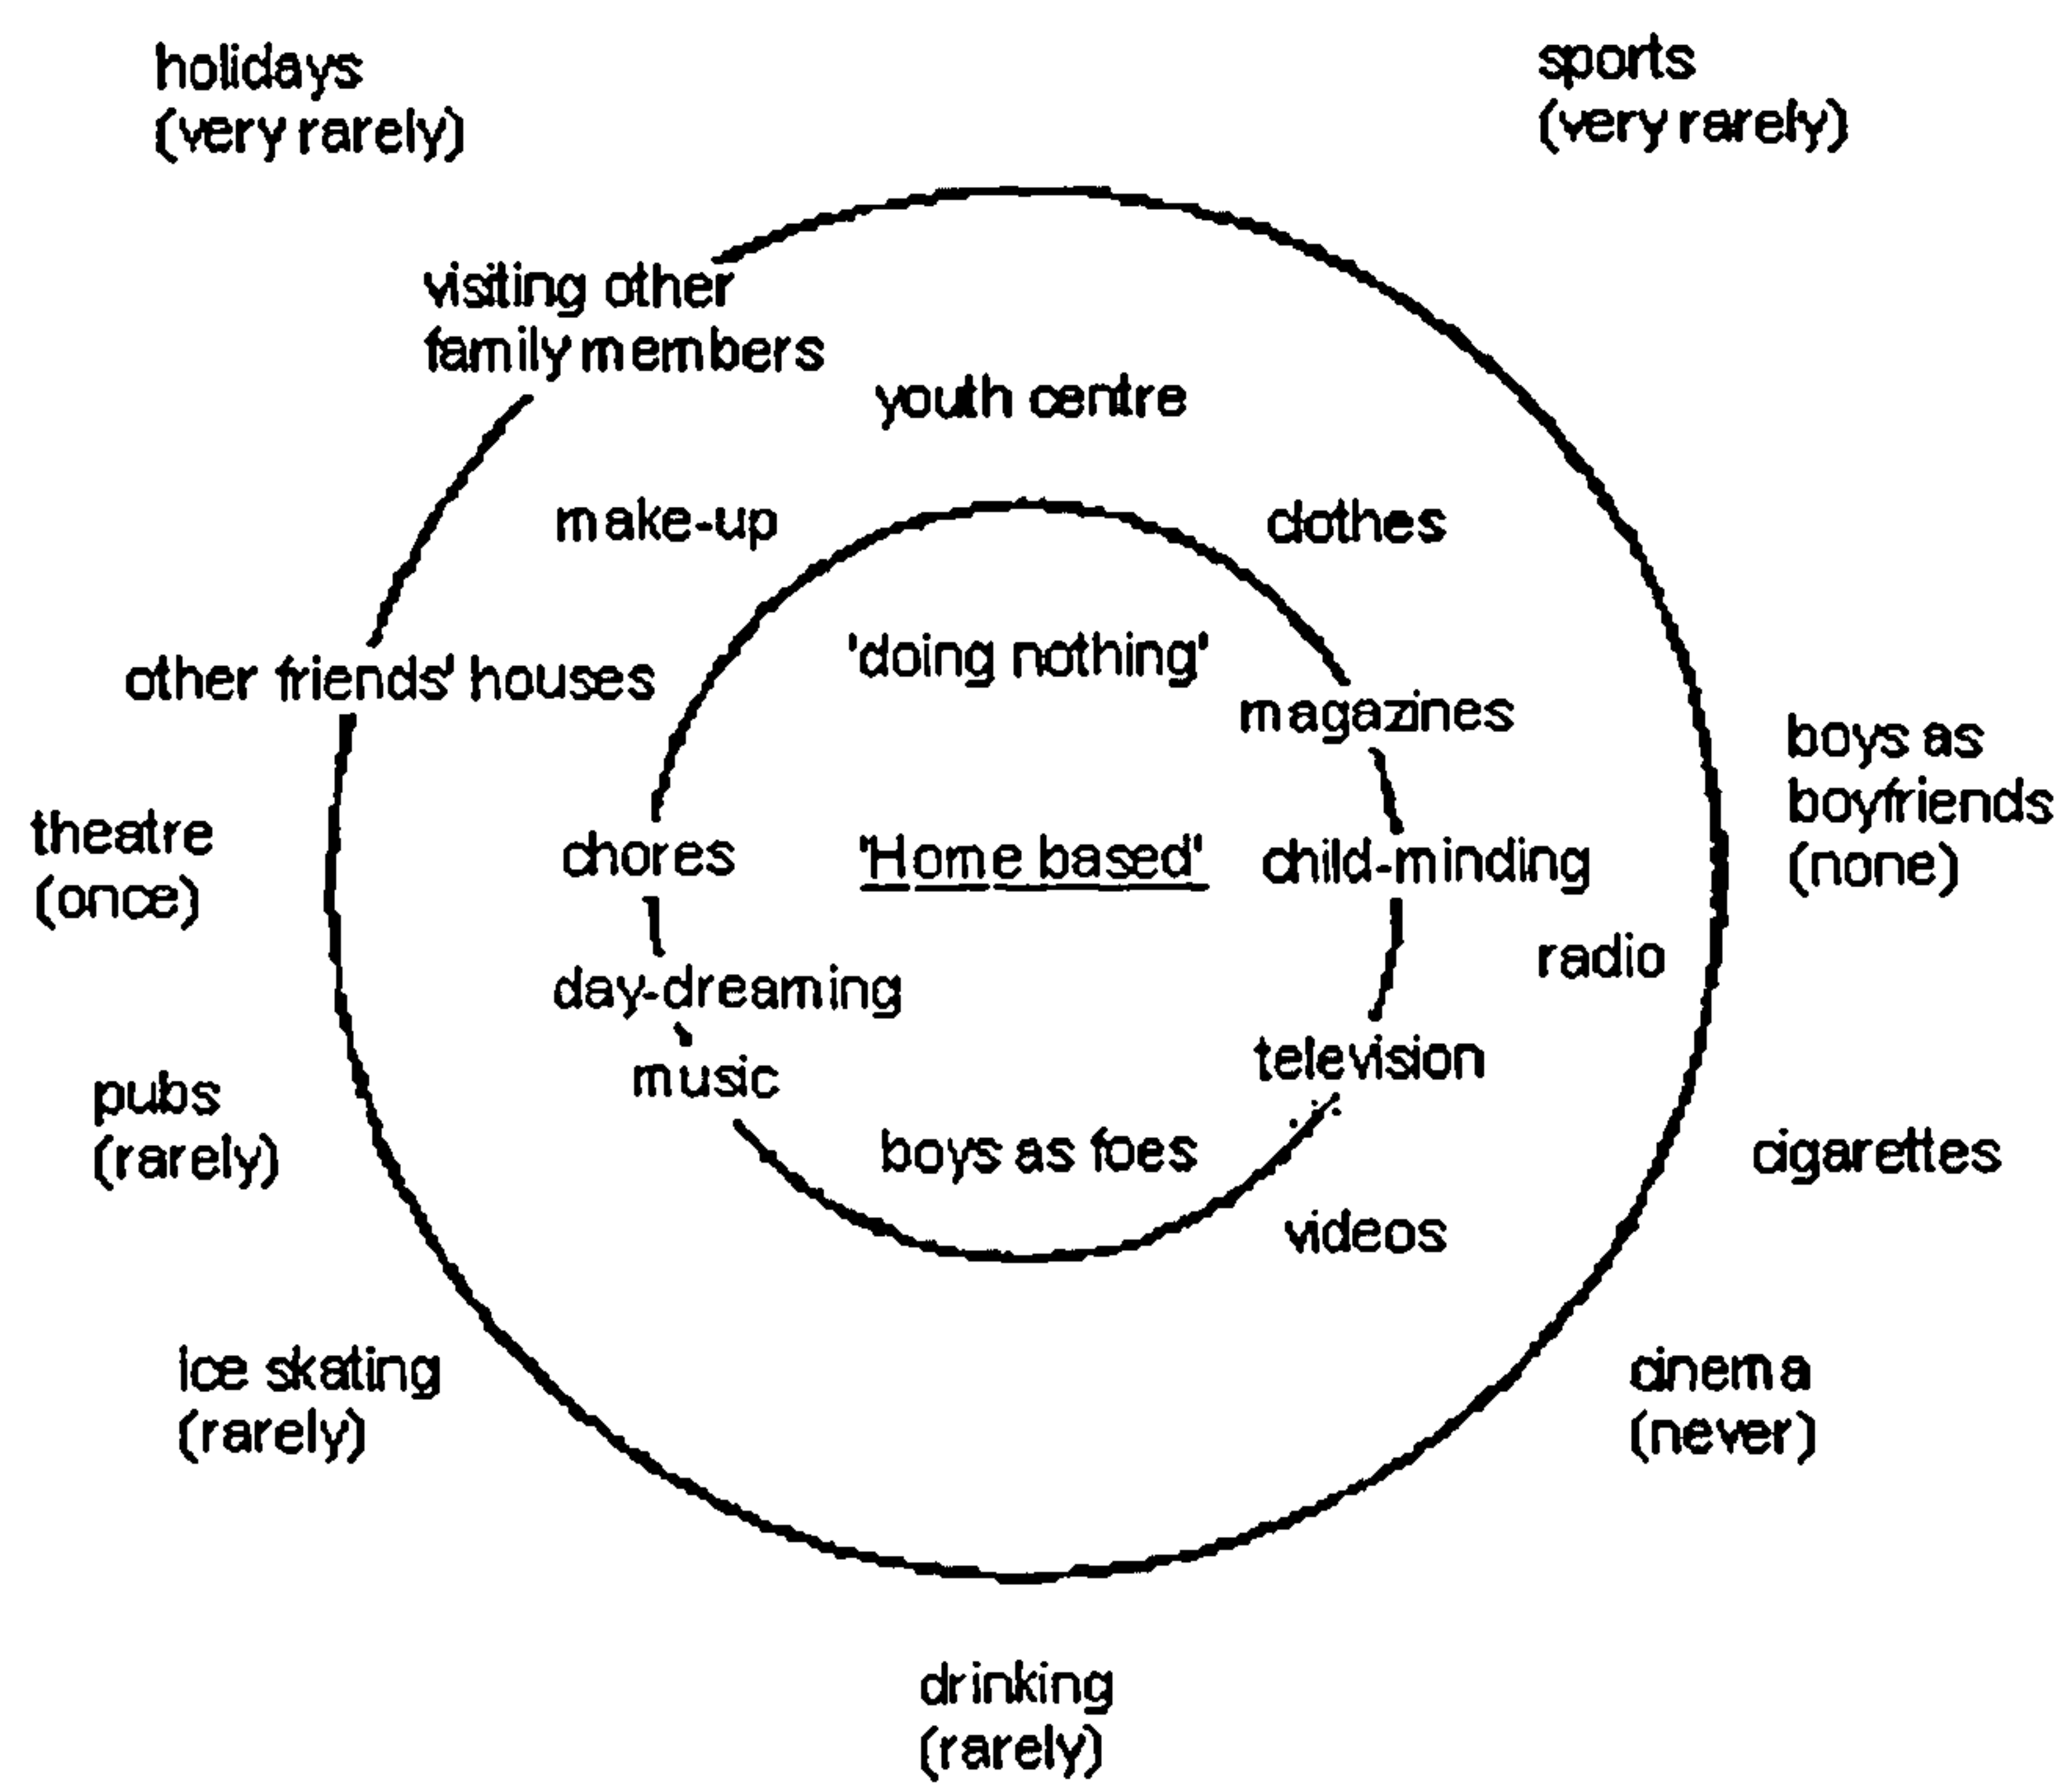 holidays
(very rarely)
sports
(very rarely)
visiting other
family members
youth centre
make-up
clothes
'doing nothing'
other friends' houses
magazines
boys as
boyfriends
(none)
theatre
(once)
chores
'Home based'
child-minding
radio
day-dreaming
television
music
pubs
(rarely)
boys as foes
cigarettes
videos
Ice skating
(rarely)
cinema
(never)
drinking
(rarely)